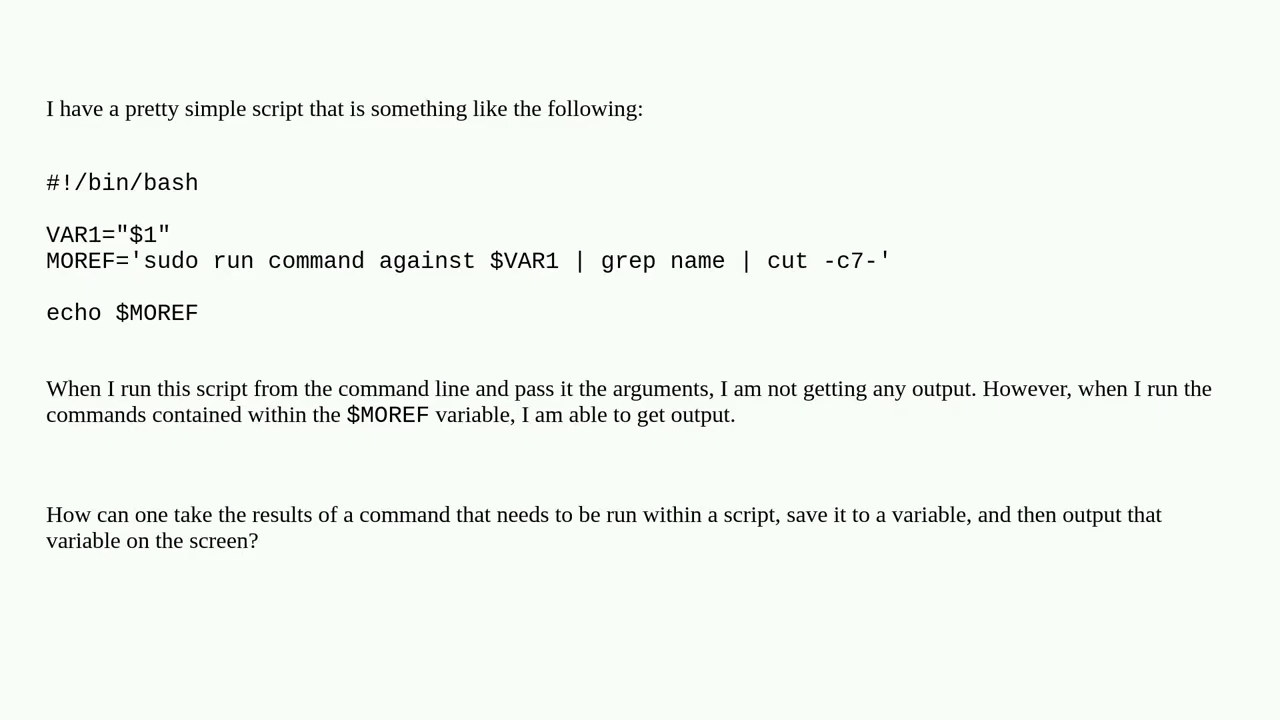 I have a pretty simple script that is something like the following:
#!/bin/bash
VAR1="$1"
MOREF='sudo run command against $VAR1 | grep name | cut -c7-'
echo $MOREF
When I run this script from the command line and pass it the arguments, I am not getting any output. However, when I run the
commands contained within the $MOREF variable, I am able to get output.
How can one take the results of a command that needs to be run within a script, save it to a variable, and then output that
variable on the screen?